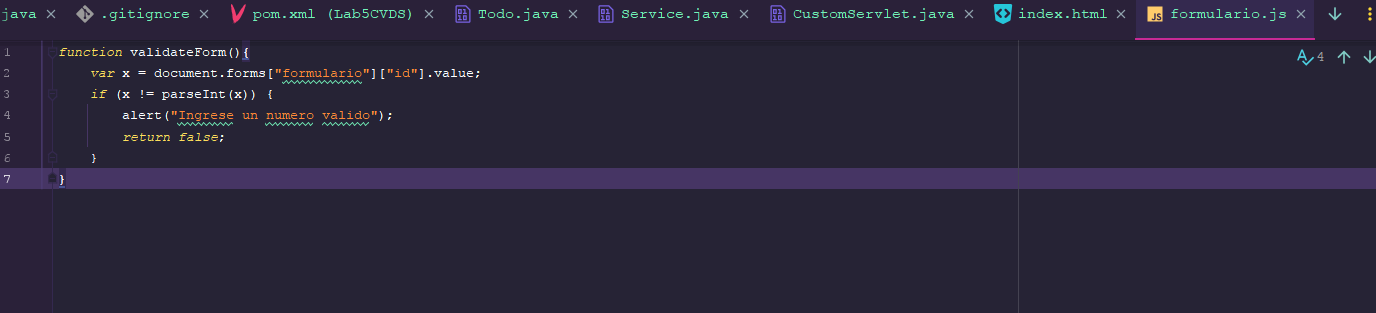 java .gitignore pom.xml (Lab5CVDS) Todo.java Service.java CustomServlet.java index.html JS formulario.js
4
1 function validateForm(){
2 var x = document.forms["formulario"]["id"].value;
3 if (x != parseInt(x)) {
4 alert("Ingrese un numero valido");
5 return false;
6 }
7 }